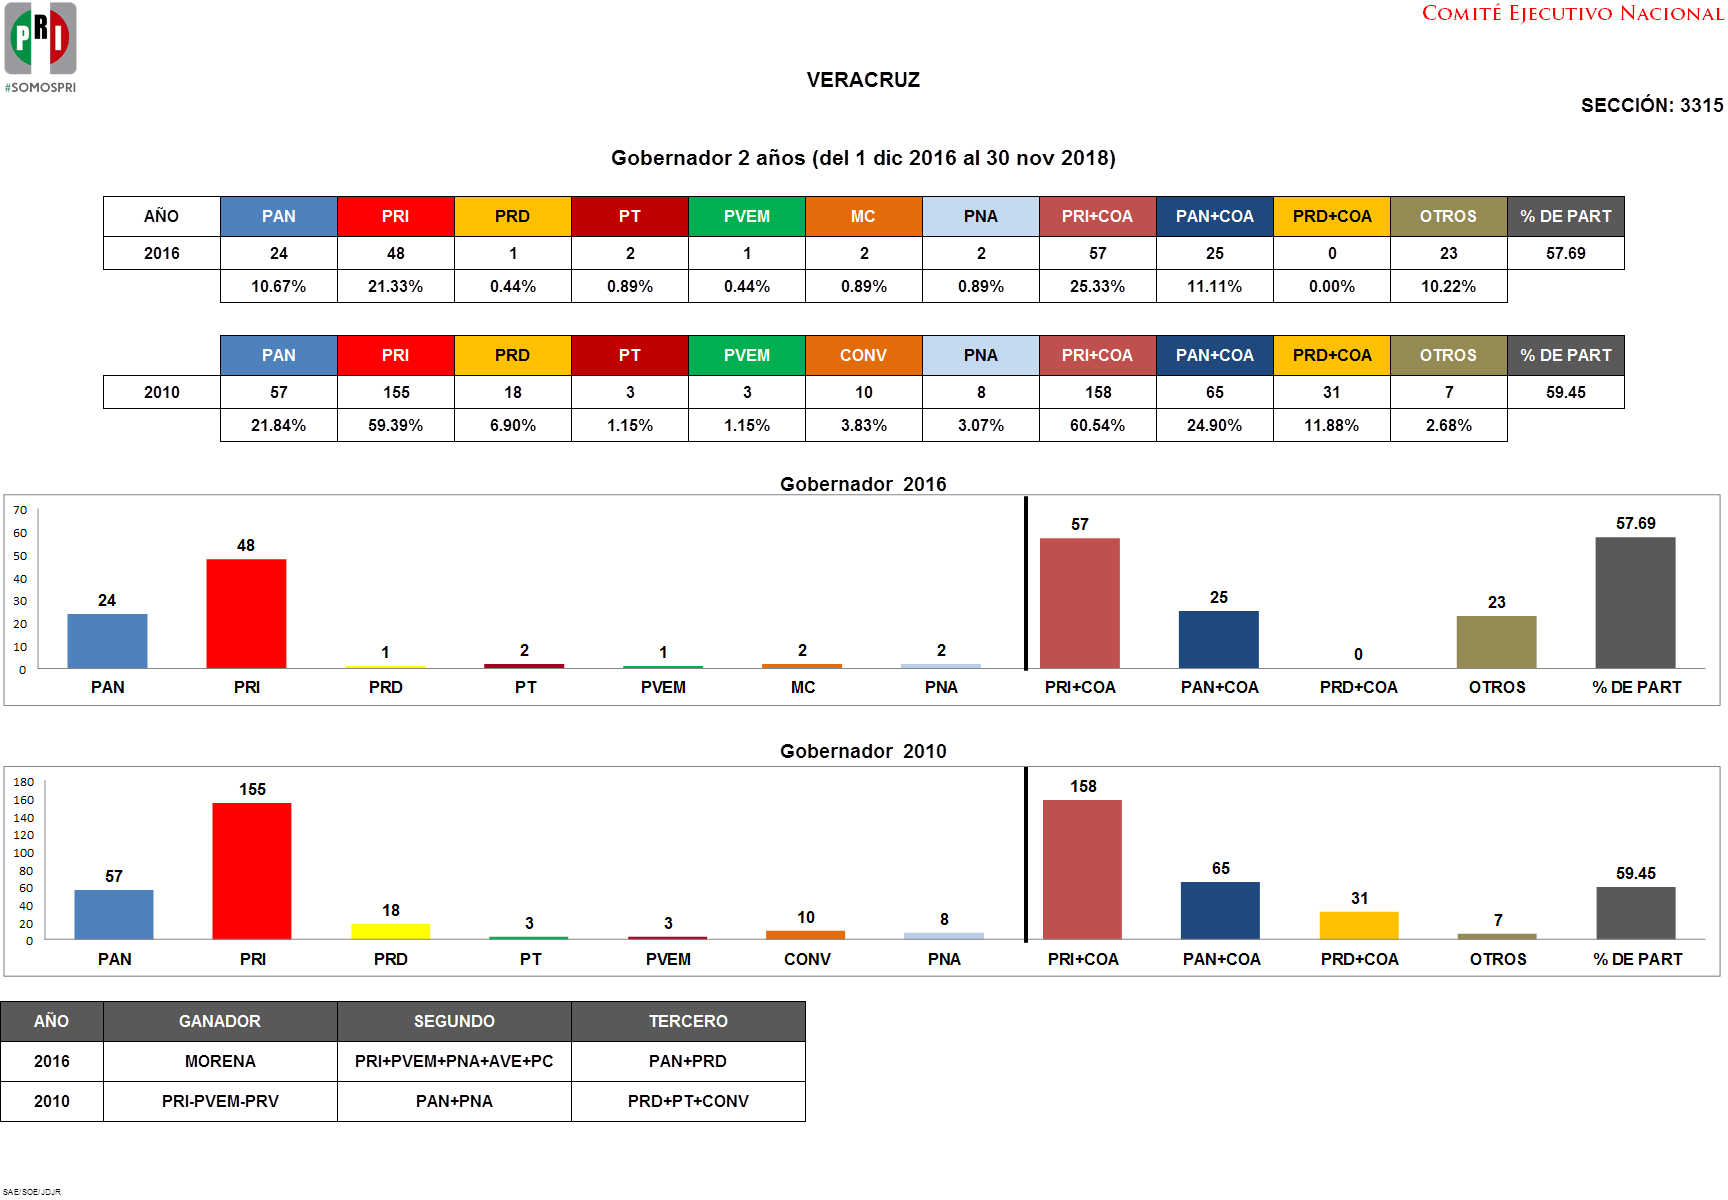 PRI
#SOMOSPRI
COMITÉ EJECUTIVO NACIONAL
VERACRUZ
SECCIÓN: 3315
Gobernador 2 años (del 1 dic 2016 al 30 nov 2018)
AÑO PAN PRI PRD PT PVEM MC PNA PRI+COA PAN+COA PRD+COA OTROS % DE PART
2016 24 48 1 2 1 2 2 57 25 0 23 57.69
10.67% 21.33% 0.44% 0.89% 0.44% 0.89% 0.89% 25.33% 11.11% 0.00% 10.22%
PAN PRI PRD PT PVEM CONV PNA PRI+COA PAN+COA PRD+COA OTROS % DE PART
2010 57 155 18 3 3 10 8 158 65 31 7 59.45
21.84% 59.39% 6.90% 1.15% 1.15% 3.83% 3.07% 60.54% 24.90% 11.88% 2.68%
Gobernador 2016
70
60
50
40
30
20
10
0
24 48 1 2 1 2 2 57 25 0 23 57.69
PAN PRI PRD PT PVEM MC PNA PRI+COA PAN+COA PRD+COA OTROS % DE PART
Gobernador 2010
180
160
140
120
100
80
60
40
20
0
57 155 18 3 3 10 8 158 65 31 7 59.45
PAN PRI PRD PT PVEM CONV PNA PRI+COA PAN+COA PRD+COA OTROS % DE PART
AÑO GANADOR SEGUNDO TERCERO
2016 MORENA PRI+PVEM+PNA+AVE+PC PAN+PRD
2010 PRI-PVEM-PRV PAN+PNA PRD+PT+CONV
SAE/SOE/JDJR